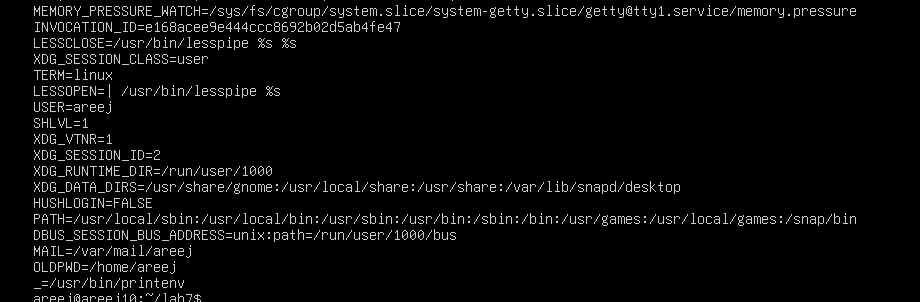 MEMORY_PRESSURE_WATCH=/sys/fs/cgroup/system.slice/system-getty.slice/getty@tty1.service/memory.pressure
INVOCATION_ID=e168acee9e444ccc8692b02d5ab4fe47
LESSCLOSE=/usr/bin/lesspipe %s %s
XDG_SESSION_CLASS=user
TERM=linux
LESSOPEN=| /usr/bin/lesspipe %s
USER=areej
SHLVL=1
XDG_VTNR=1
XDG_SESSION_ID=2
XDG_RUNTIME_DIR=/run/user/1000
XDG_DATA_DIRS=/usr/share/gnome:/usr/local/share:/usr/share:/var/lib/snapd/desktop
HUSHLOGIN=FALSE
PATH=/usr/local/sbin:/usr/local/bin:/usr/sbin:/usr/bin:/sbin:/bin:/usr/games:/usr/local/games:/snap/bin
DBUS_SESSION_BUS_ADDRESS=unix:path=/run/user/1000/bus
MAIL=/var/mail/areej
OLDPWD=/home/areej
_=/usr/bin/printenv
areej@areej10:~/lab7$